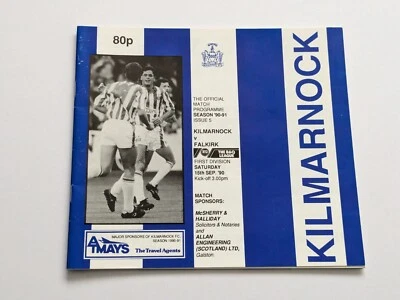 80p
THE OFFICIAL
MATCH
PROGRAMME
SEASON '90-91
ISSUE 5
KILMARNOCK
v
FALKIRK
THE B&Q
LEAGUE
FIRST DIVISION
SATURDAY
15th SEP. '90
Kick-off 3.00pm
MATCH
SPONSORS:
McSHERRY &
HALLIDAY
Solicitors & Notaries
and
ALLAN
ENGINEERING
(SCOTLAND) LTD,
Galston.
KILMARNOCK
MAJOR SPONSORS OF KILMARNOCK F.C.
SEASON 1990-91
A.T.MAYS
The Travel Agents